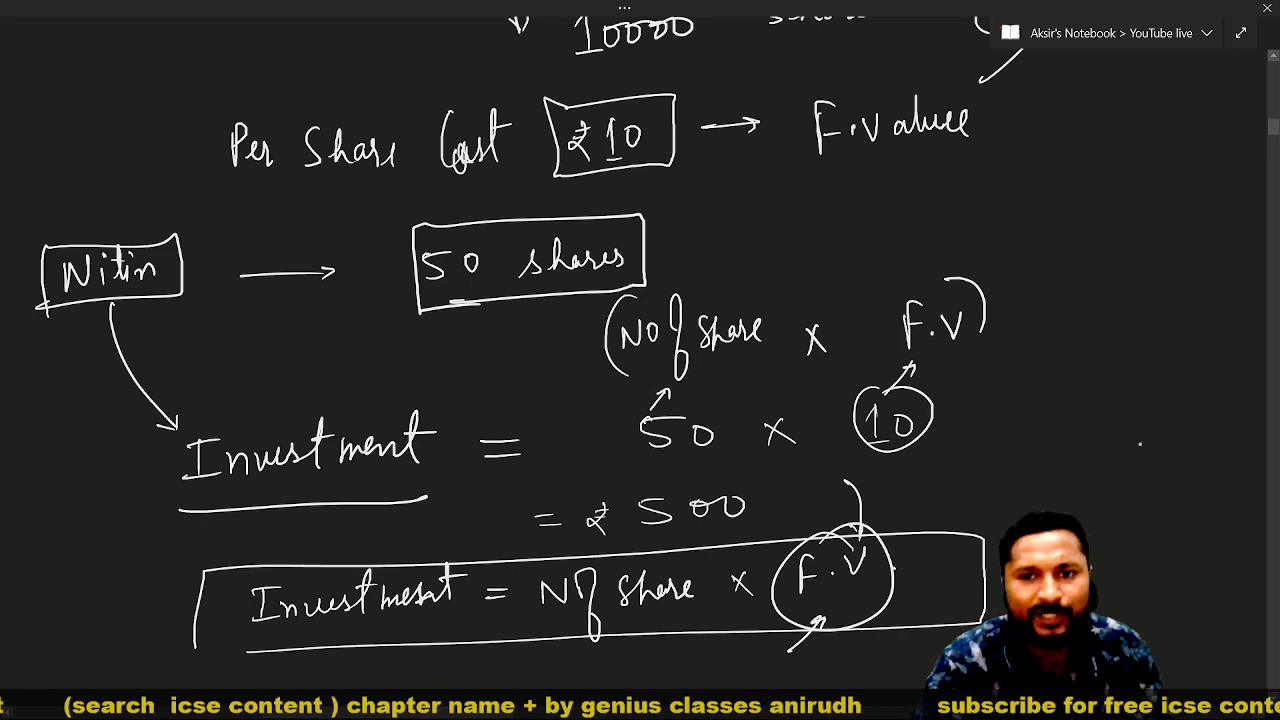 10000
Aksir's Notebook > YouTube live
Per Share Cost ₹10 → F.Value
Nitin → 50 shares
(No of share x F.V)
Investment = 50 x 10
= ₹ 500
Investment = No of share x F.V
(search icse content ) chapter name + by genius classes anirudh subscribe for free icse conte